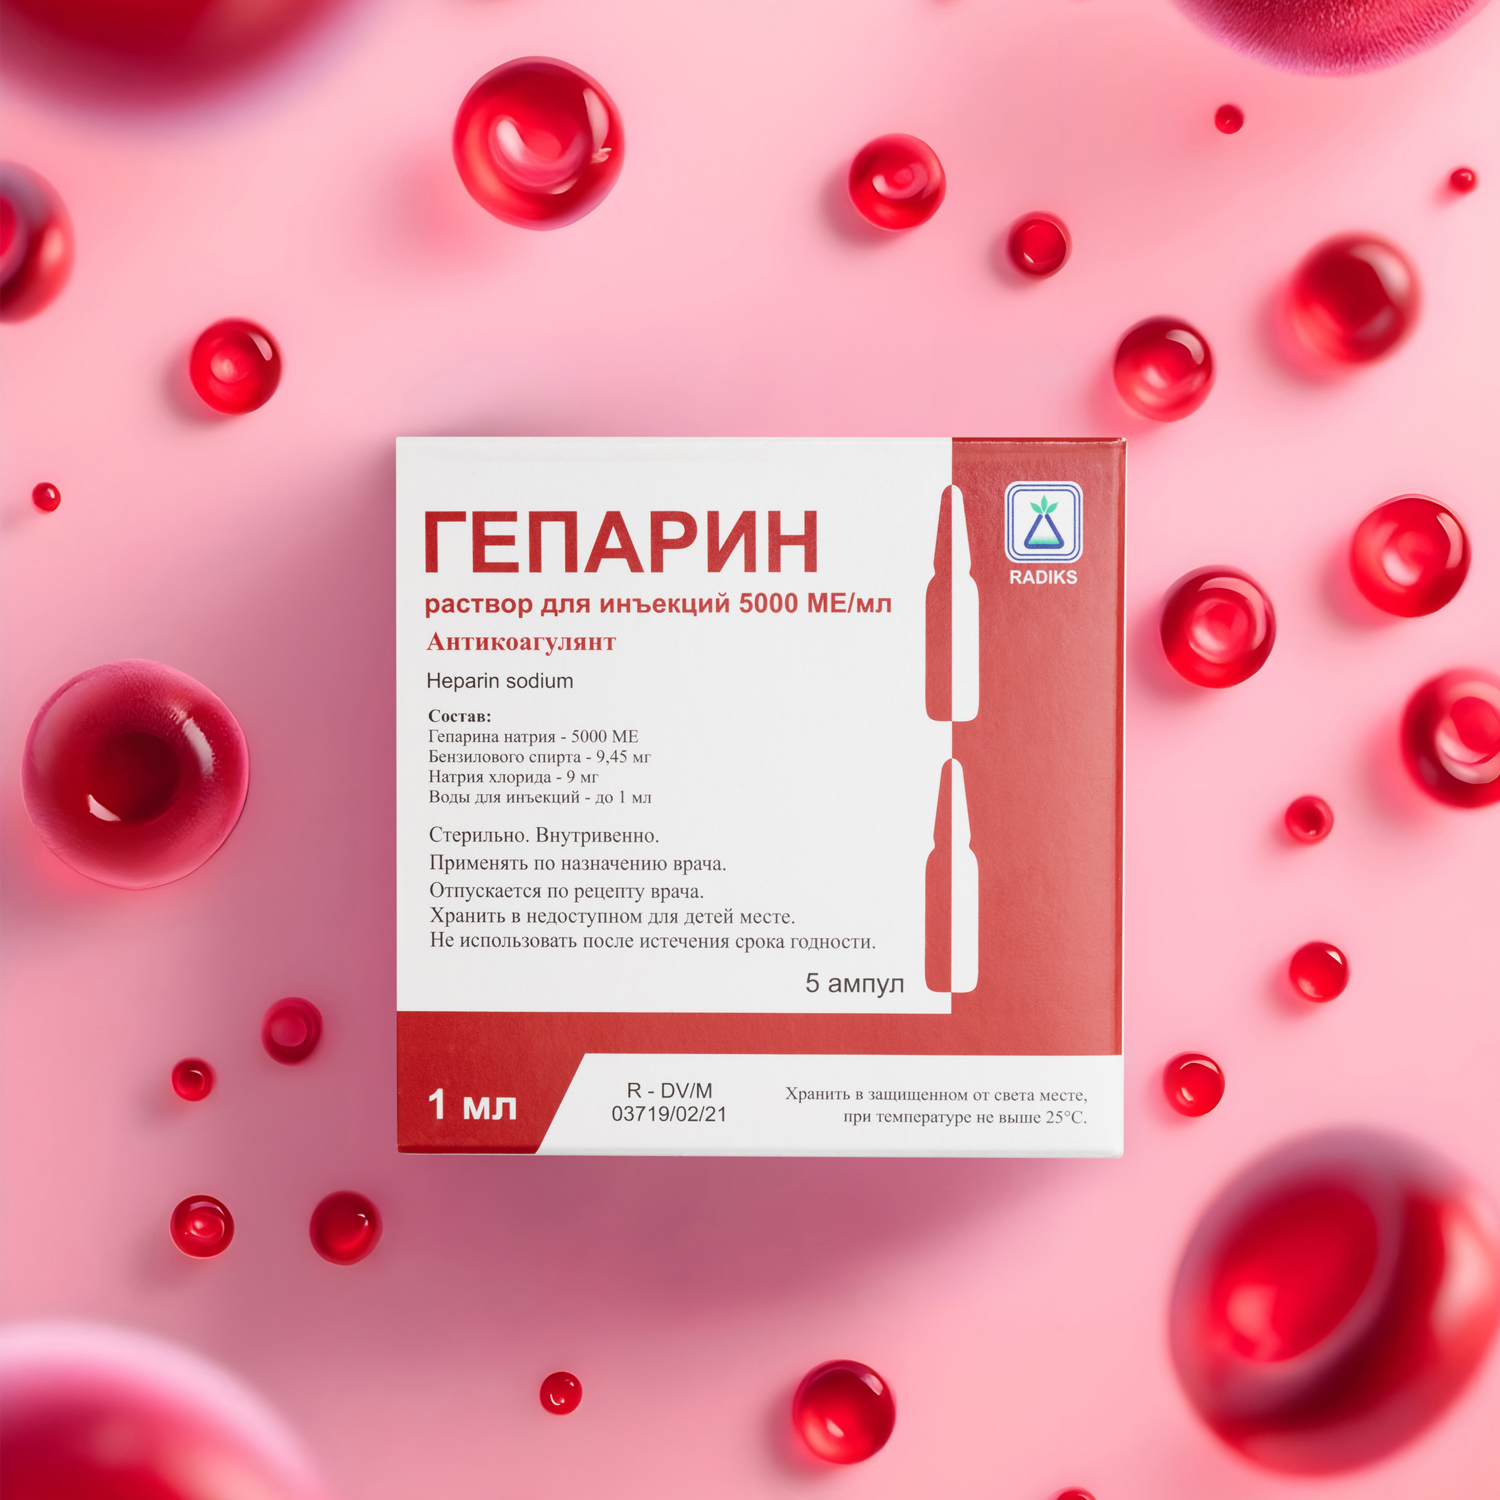 ГЕПАРИН
раствор для инъекций 5000 МЕ/мл
Антикоагулянт
Heparin sodium
Состав:
Гепарина натрия - 5000 МЕ
Бензилового спирта - 9,45 мг
Натрия хлорида - 9 мг
Воды для инъекций - до 1 мл
Стерильно. Внутривенно.
Применять по назначению врача.
Отпускается по рецепту врача.
Хранить в недоступном для детей месте.
Не использовать после истечения срока годности.
5 ампул
RADIKS
1 мл
R - DV/M
03719/02/21
Хранить в защищенном от света месте,
при температуре не выше 25°С.